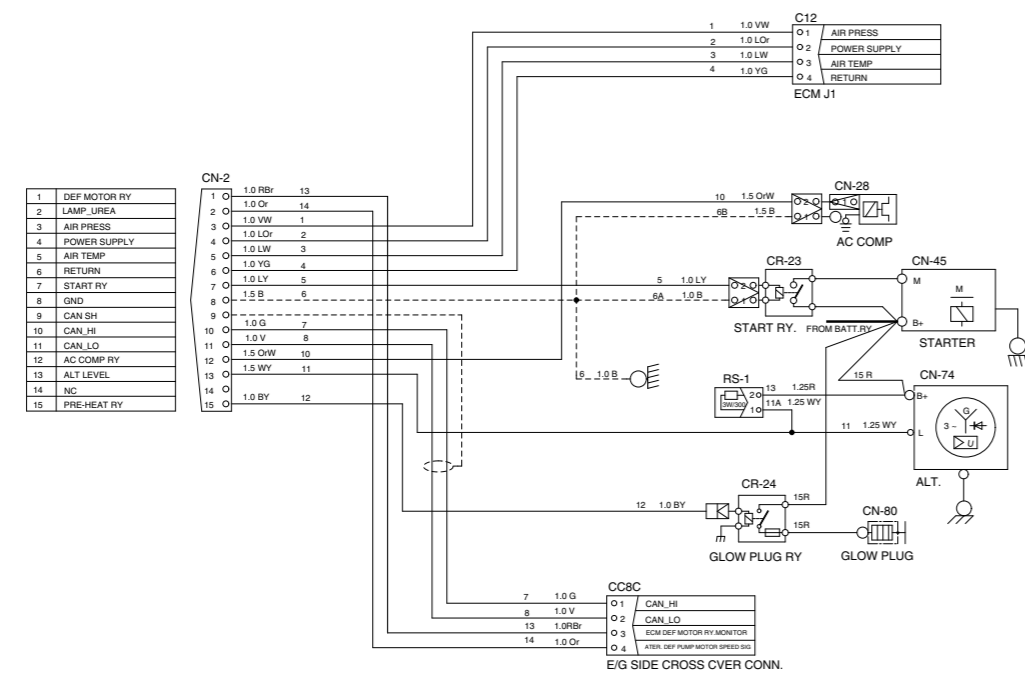 C12
1 1.0 VW 1 AIR PRESS
2 1.0 LOr 2 POWER SUPPLY
3 1.0 LW 3 AIR TEMP
4 1.0 YG 4 RETURN
ECM J1
1 DEF MOTOR RY
2 LAMP_UREA
3 AIR PRESS
4 POWER SUPPLY
5 AIR TEMP
6 RETURN
7 START RY
8 GND
9 CAN SH
10 CAN_HI
11 CAN_LO
12 AC COMP RY
13 ALT LEVEL
14 NC
15 PRE-HEAT RY
CN-2
1 1.0 RBr 13
2 1.0 Or 14
3 1.0 VW 1
4 1.0 LOr 2
5 1.0 LW 3
6 1.0 YG 4
7 1.0 LY 5
8 1.5 B 6
9
10 1.0 G 7
11 1.0 V 8
12 1.5 OrW 10
13 1.5 WY 11
14
15 1.0 BY 12
CN-28
10 1.5 OrW 2 1
6B 1.5 B 1
AC COMP
CR-23
5 1.0 LY 2
6A 1.0 B 1
START RY.
CN-45
M
M
B+
FROM BATT.RY
STARTER
6 1.0 B
RS-1
3W/300
2 13 1.25R
1 11A 1.25 WY
15 R
CN-74
B+
11 1.25 WY L
G
3 ~
U
ALT.
CR-24
12 1.0 BY
15R
15R
GLOW PLUG RY
CN-80
GLOW PLUG
CC8C
7 1.0 G 1 CAN_HI
8 1.0 V 2 CAN_LO
13 1.0RBr 3 ECM DEF MOTOR RY.MONITOR
14 1.0 Or 4 ATER. DEF PUMP MOTOR SPEED SIG
E/G SIDE CROSS CVER CONN.